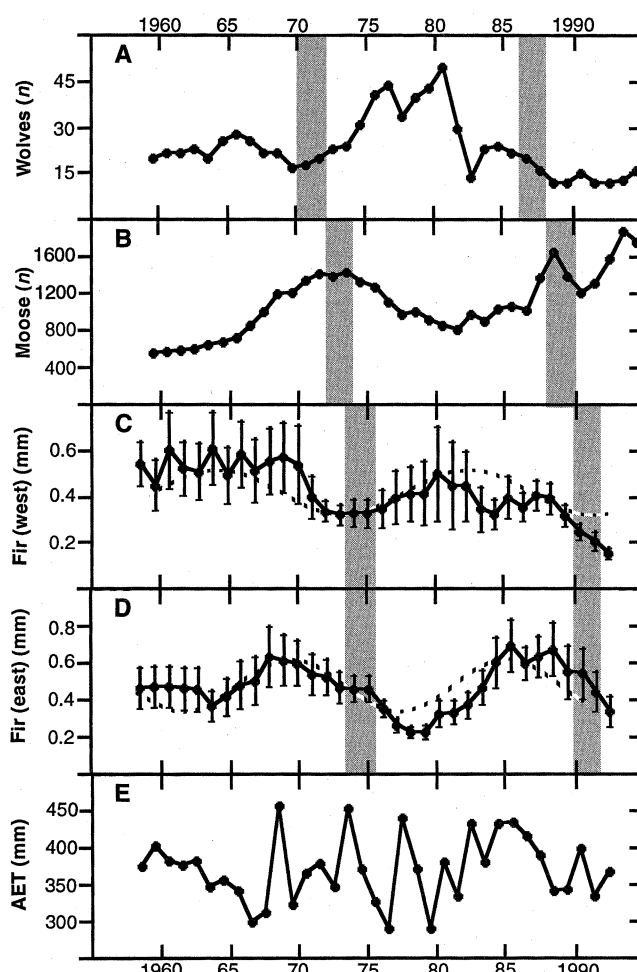 1960 65 70 75 80 85 1990
A
Wolves (n)
45
30
15
B
Moose (n)
1600
1200
800
400
C
Fir (west) (mm)
0.6
0.4
0.2
D
Fir (east) (mm)
0.8
0.6
0.4
0.2
E
AET (mm)
450
400
350
300
1960 65 70 75 80 85 1990